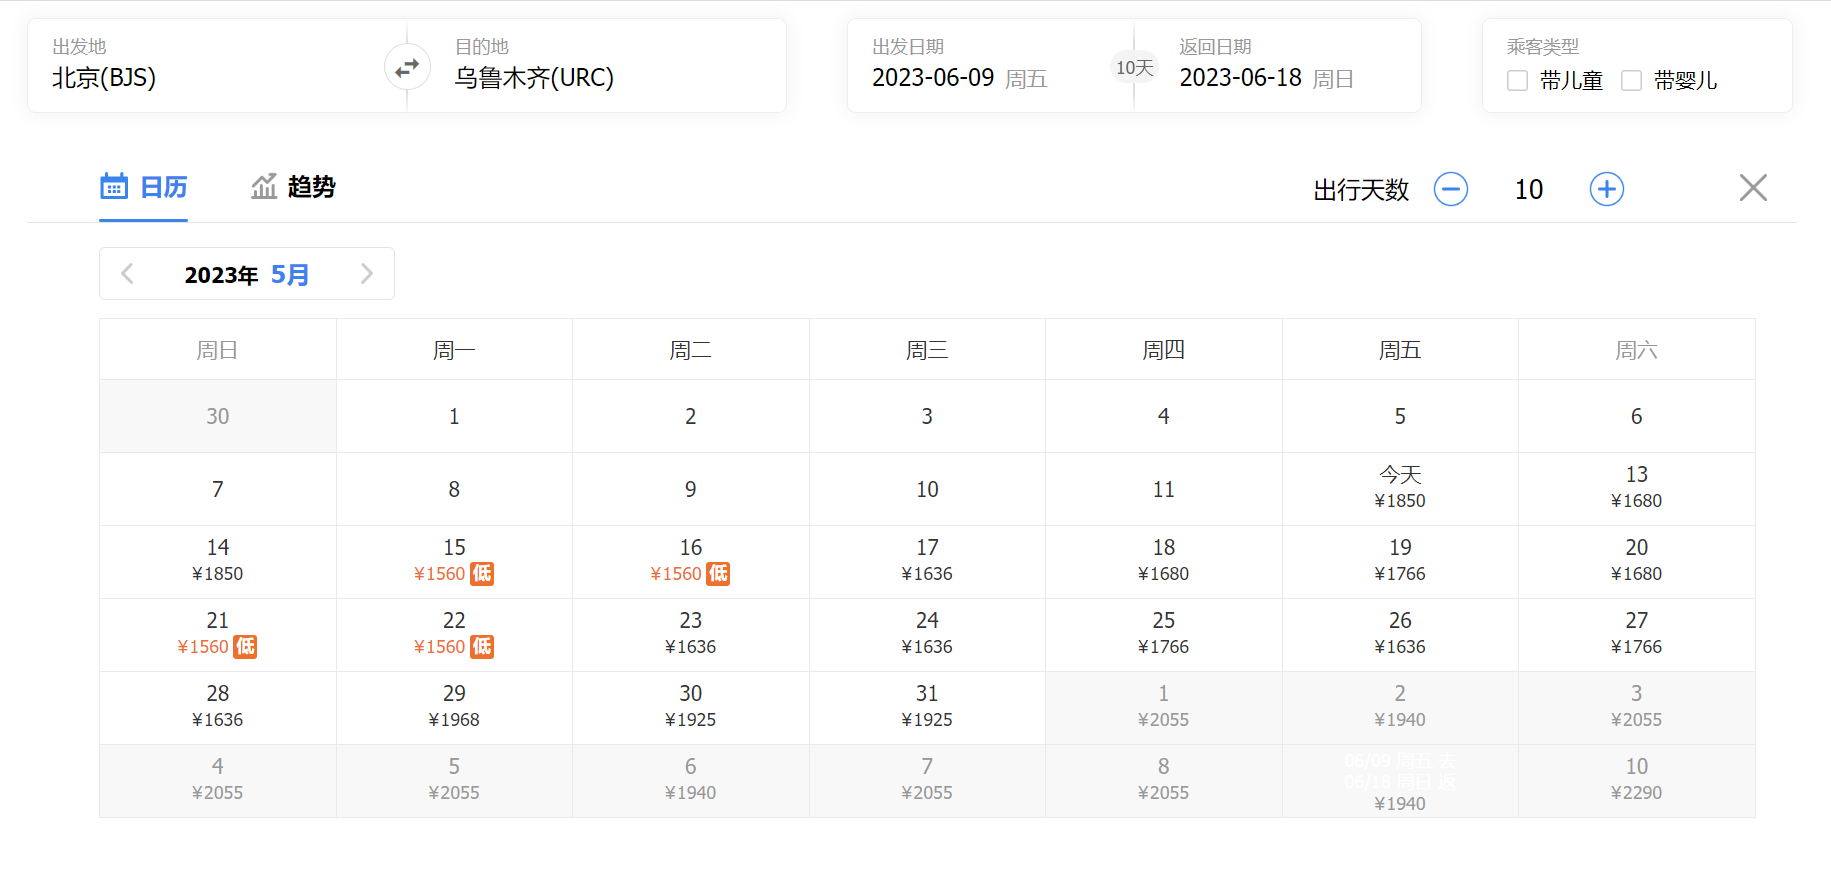 出发地
北京(BJS)
目的地
乌鲁木齐(URC)
出发日期
2023-06-09 周五
10天
返回日期
2023-06-18 周日
乘客类型
带儿童 带婴儿
日历 趋势
出行天数 10
2023年 5月
周日 周一 周二 周三 周四 周五 周六
30 1 2 3 4 5 6
7 8 9 10 11 今天 13
¥1850 ¥1680
14 15 16 17 18 19 20
¥1850 ¥1560 低 ¥1560 低 ¥1636 ¥1680 ¥1766 ¥1680
21 22 23 24 25 26 27
¥1560 低 ¥1560 低 ¥1636 ¥1636 ¥1766 ¥1636 ¥1766
28 29 30 31 1 2 3
¥1636 ¥1968 ¥1925 ¥1925 ¥2055 ¥1940 ¥2055
4 5 6 7 8 06/09 周五 去 10
06/18 周日 返
¥2055 ¥2055 ¥1940 ¥2055 ¥2055 ¥1940 ¥2290